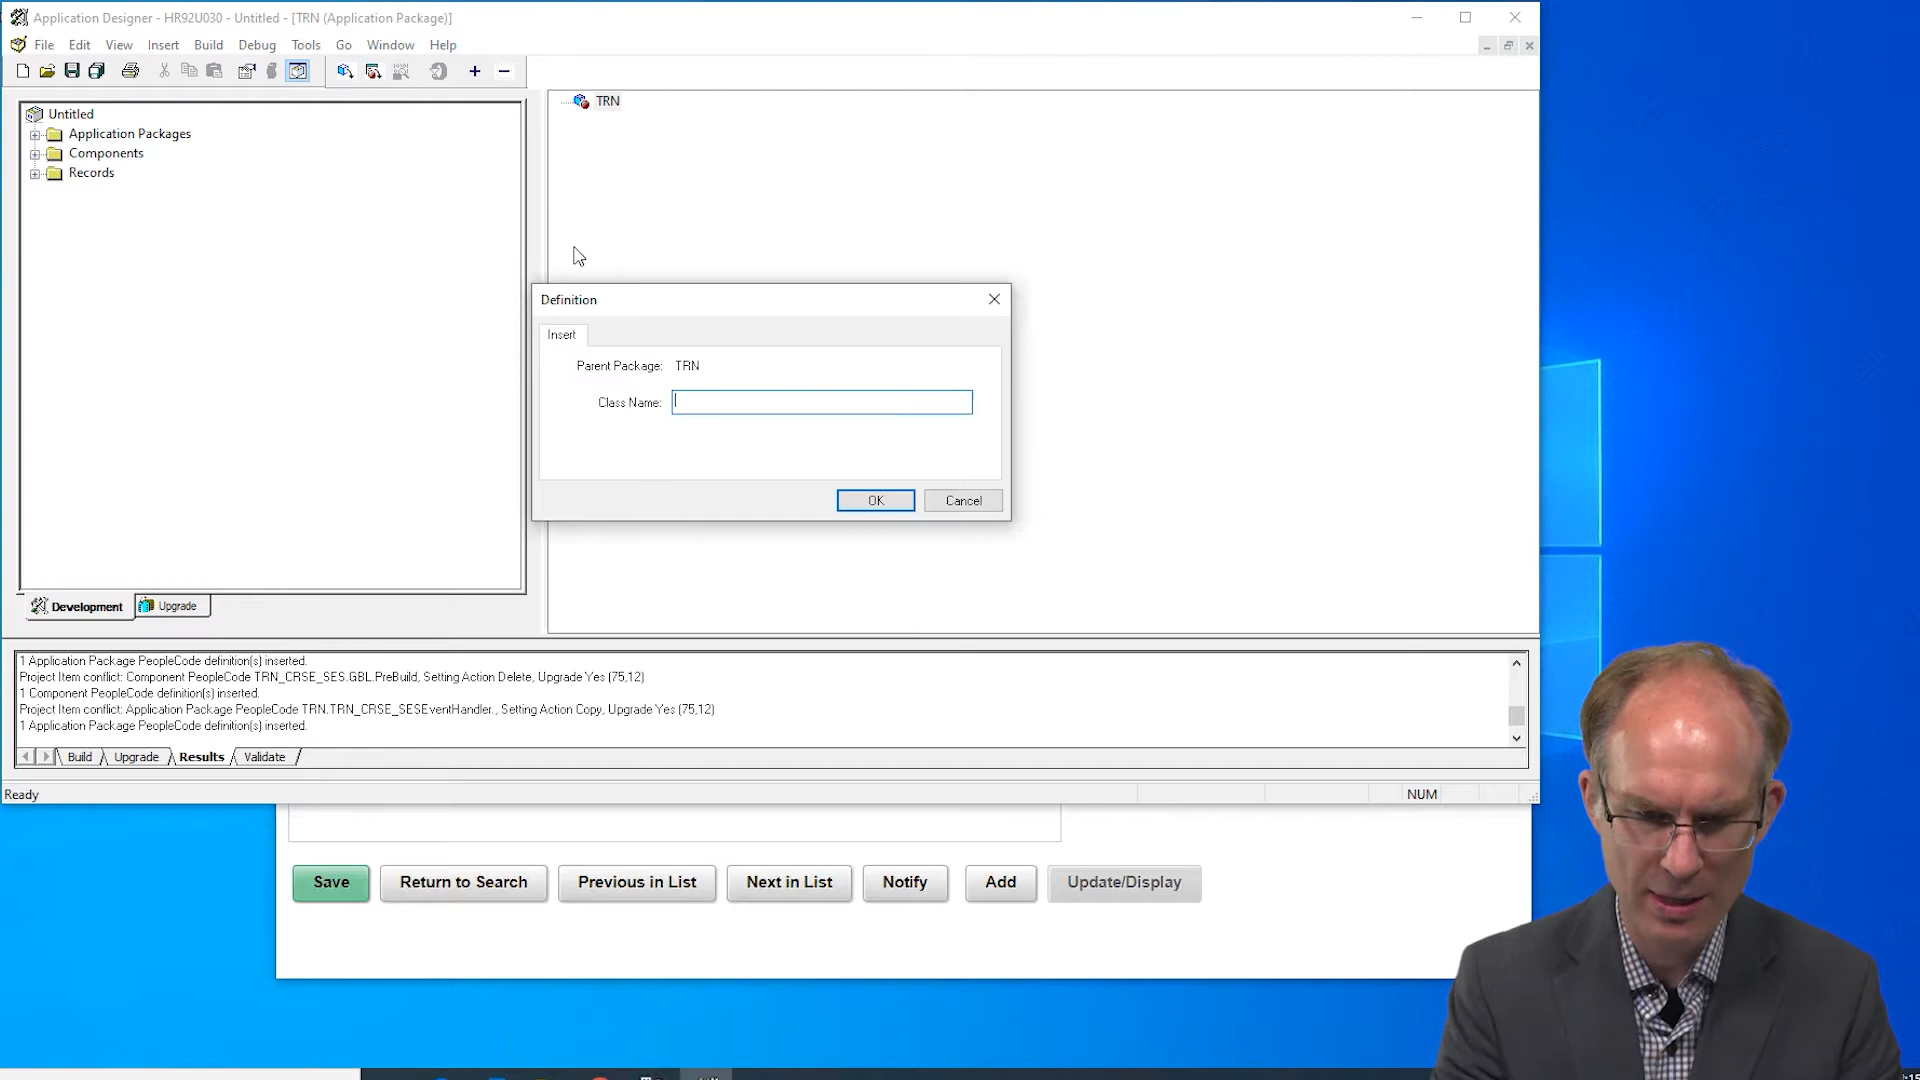 Application Designer - HR92U030 - Untitled - [TRN (Application Package)]
File Edit View Insert Build Debug Tools Go Window Help
Untitled
Application Packages
Components
Records
TRN
Definition
Insert
Parent Package: TRN
Class Name:
OK Cancel
Development Upgrade
1 Application Package PeopleCode definition(s) inserted.
Project Item conflict: Component PeopleCode TRN_CRSE_SES.GBL.PreBuild, Setting Action Delete, Upgrade Yes (75,12)
1 Component PeopleCode definition(s) inserted.
Project Item conflict: Application Package PeopleCode TRN.TRN_CRSE_SESEventHandler., Setting Action Copy, Upgrade Yes (75,12)
1 Application Package PeopleCode definition(s) inserted.
Build Upgrade Results Validate
Ready NUM
Save Return to Search Previous in List Next in List Notify Add Update/Display